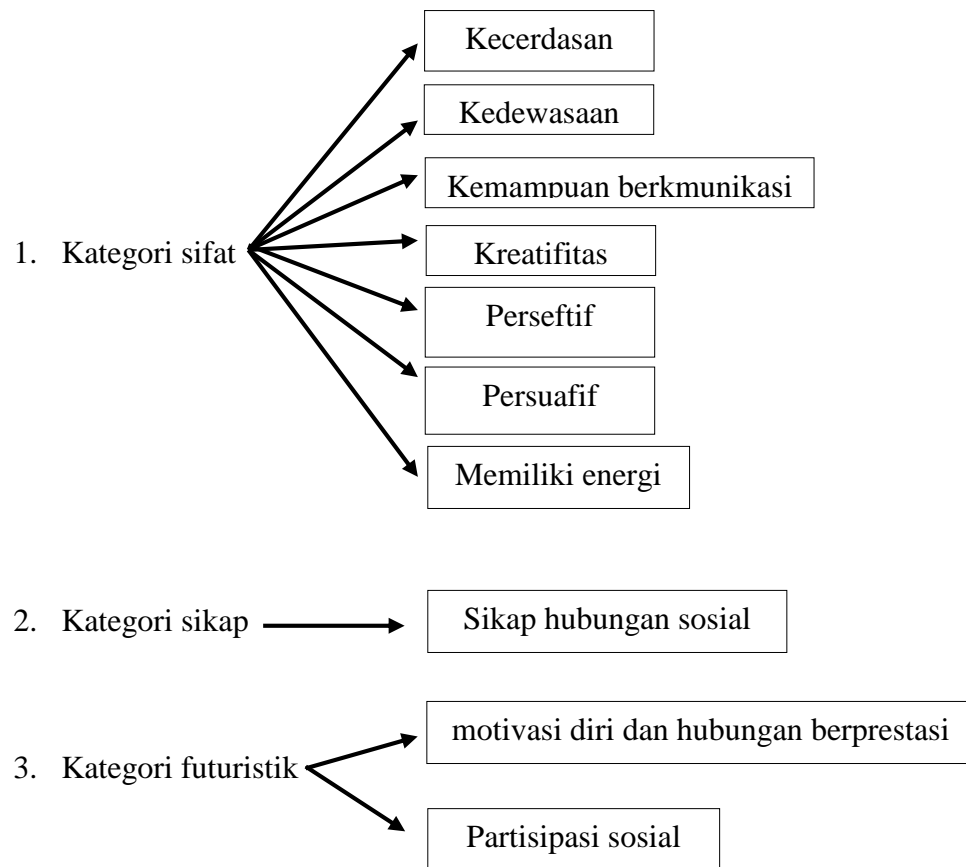 Kecerdasan
Kedewasaan
Kemampuan berkmunikasi
1. Kategori sifat
Kreatifitas
Perseftif
Persuafif
Memiliki energi
2. Kategori sikap
Sikap hubungan sosial
motivasi diri dan hubungan berprestasi
3. Kategori futuristik
Partisipasi sosial